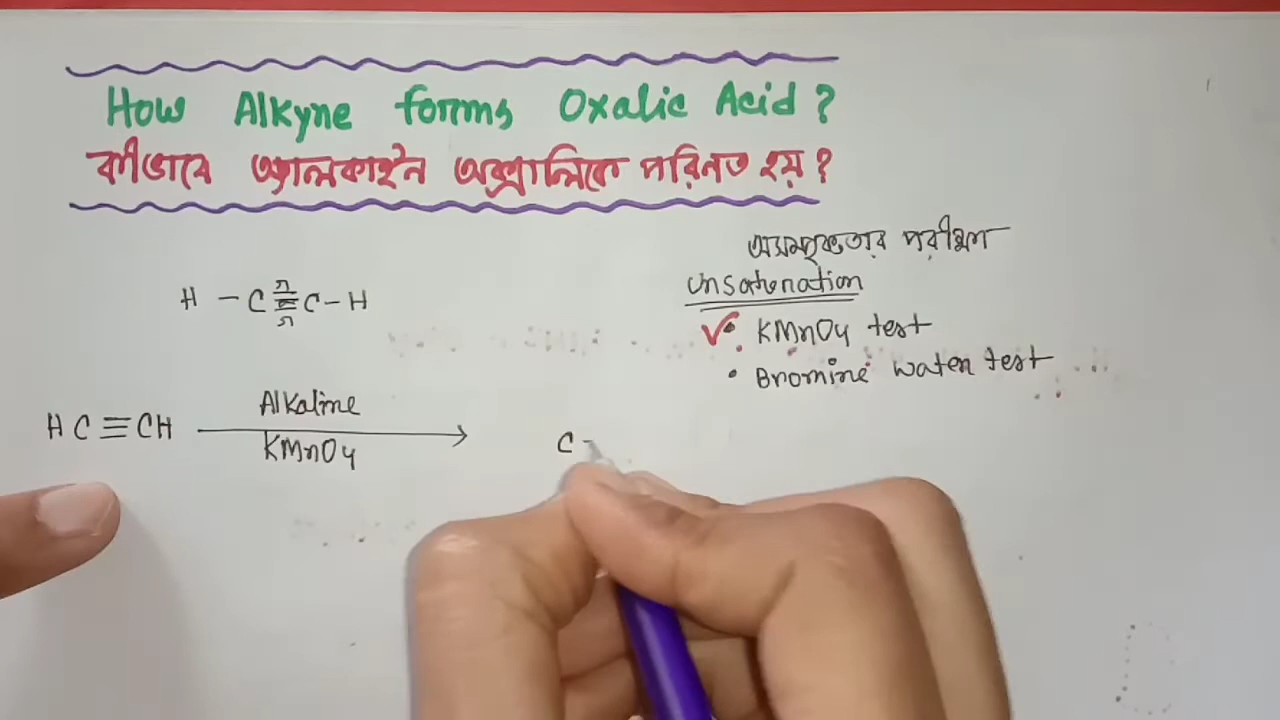 How Alkyne forms Oxalic Acid?
কীভাবে অ্যালকাইন অক্সালিকে পরিনত হয়?
অসম্পৃক্ততার পরীক্ষা
Unsaturation
KMnO4 test
Bromine water test
H - C ≡ C - H
π
π
Alkaline
HC ≡ CH
KMnO4
C -